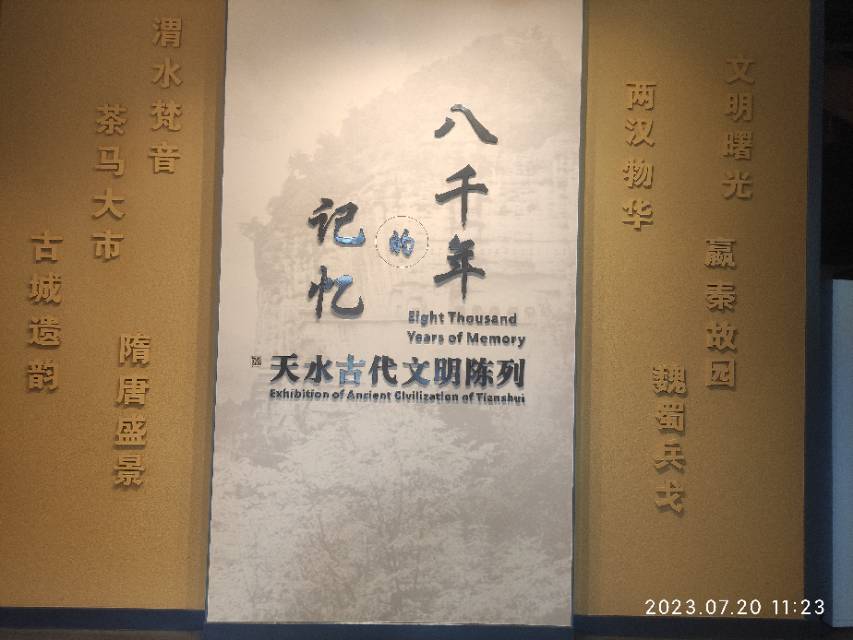 文明曙光
两汉物华
嬴秦故园
魏蜀兵戈
八千年
的
记忆
Eight Thousand
Years of Memory
天水古代文明陈列
Exhibition of Ancient Civilization of Tianshui
渭水梵音
茶马大市
隋唐盛景
古城遗韵
2023.07.20 11:23